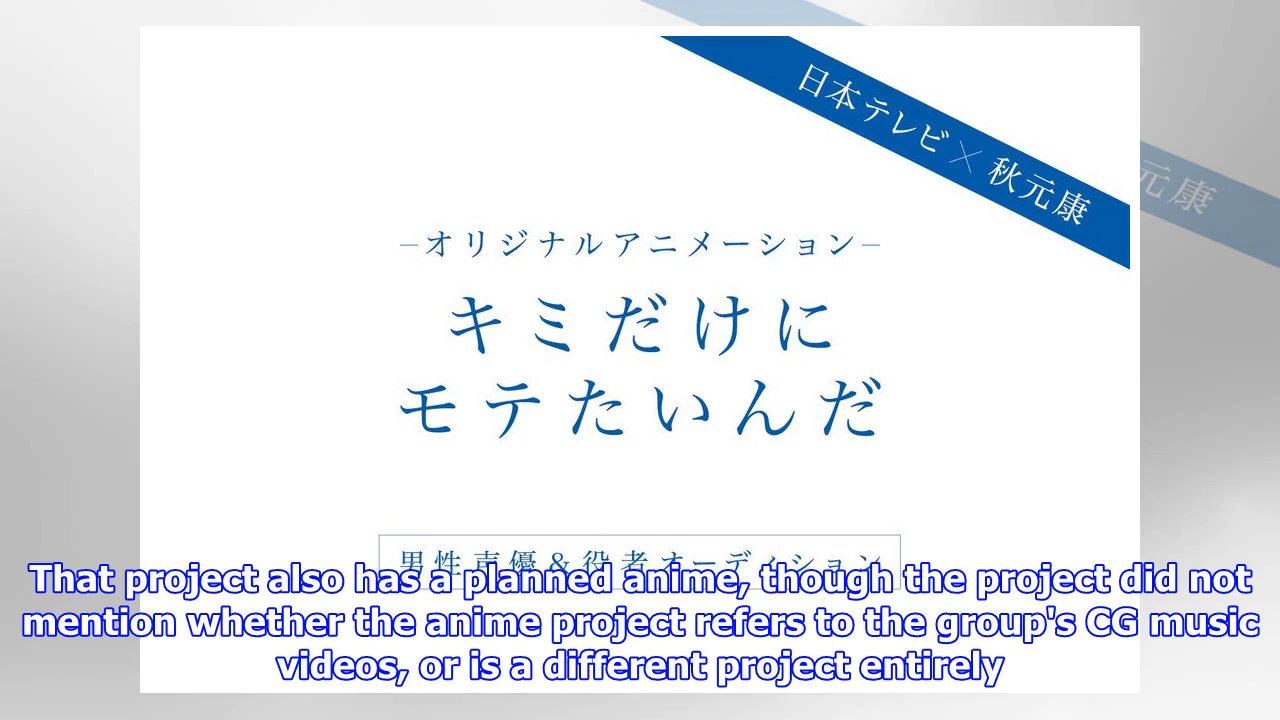 日本テレビ×秋元康
元康
−オリジナルアニメーション−
キミだけに
モテたいんだ
男性声優&役者オーディション
That project also has a planned anime, though the project did not
mention whether the anime project refers to the group's CG music
videos, or is a different project entirely